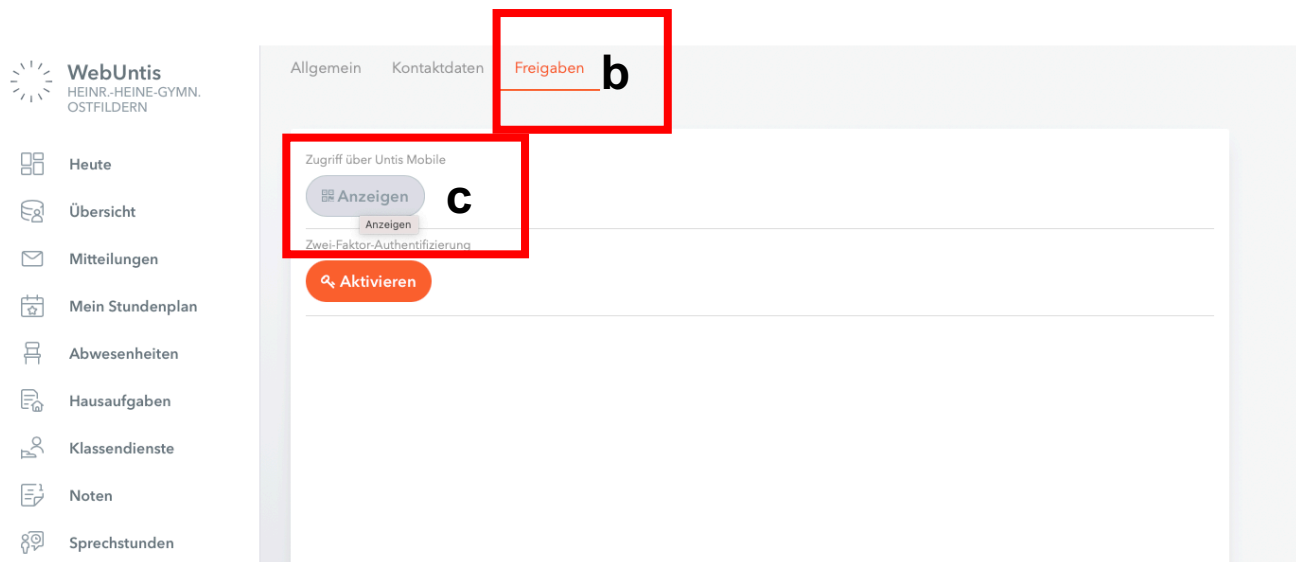 WebUntis
HEINR.-HEINE-GYMN.
OSTFILDERN
Heute
Übersicht
Mitteilungen
Mein Stundenplan
Abwesenheiten
Hausaufgaben
Klassendienste
Noten
Sprechstunden
Allgemein Kontaktdaten Freigaben b
Zugriff über Untis Mobile
Anzeigen c
Anzeigen
Zwei-Faktor-Authentifizierung
Aktivieren